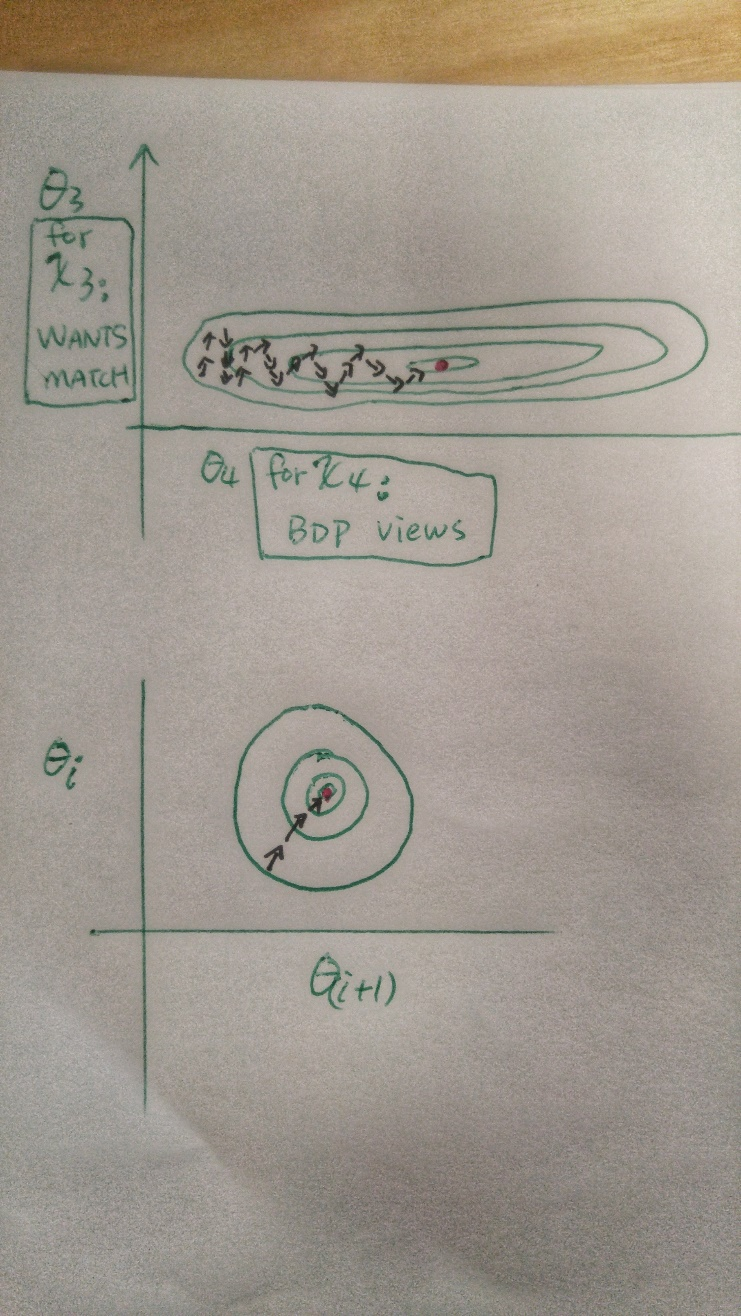 θ3
for
x3:
WANTS
MATCH
θ4
for x4:
BDP views
θi
θ(i+1)